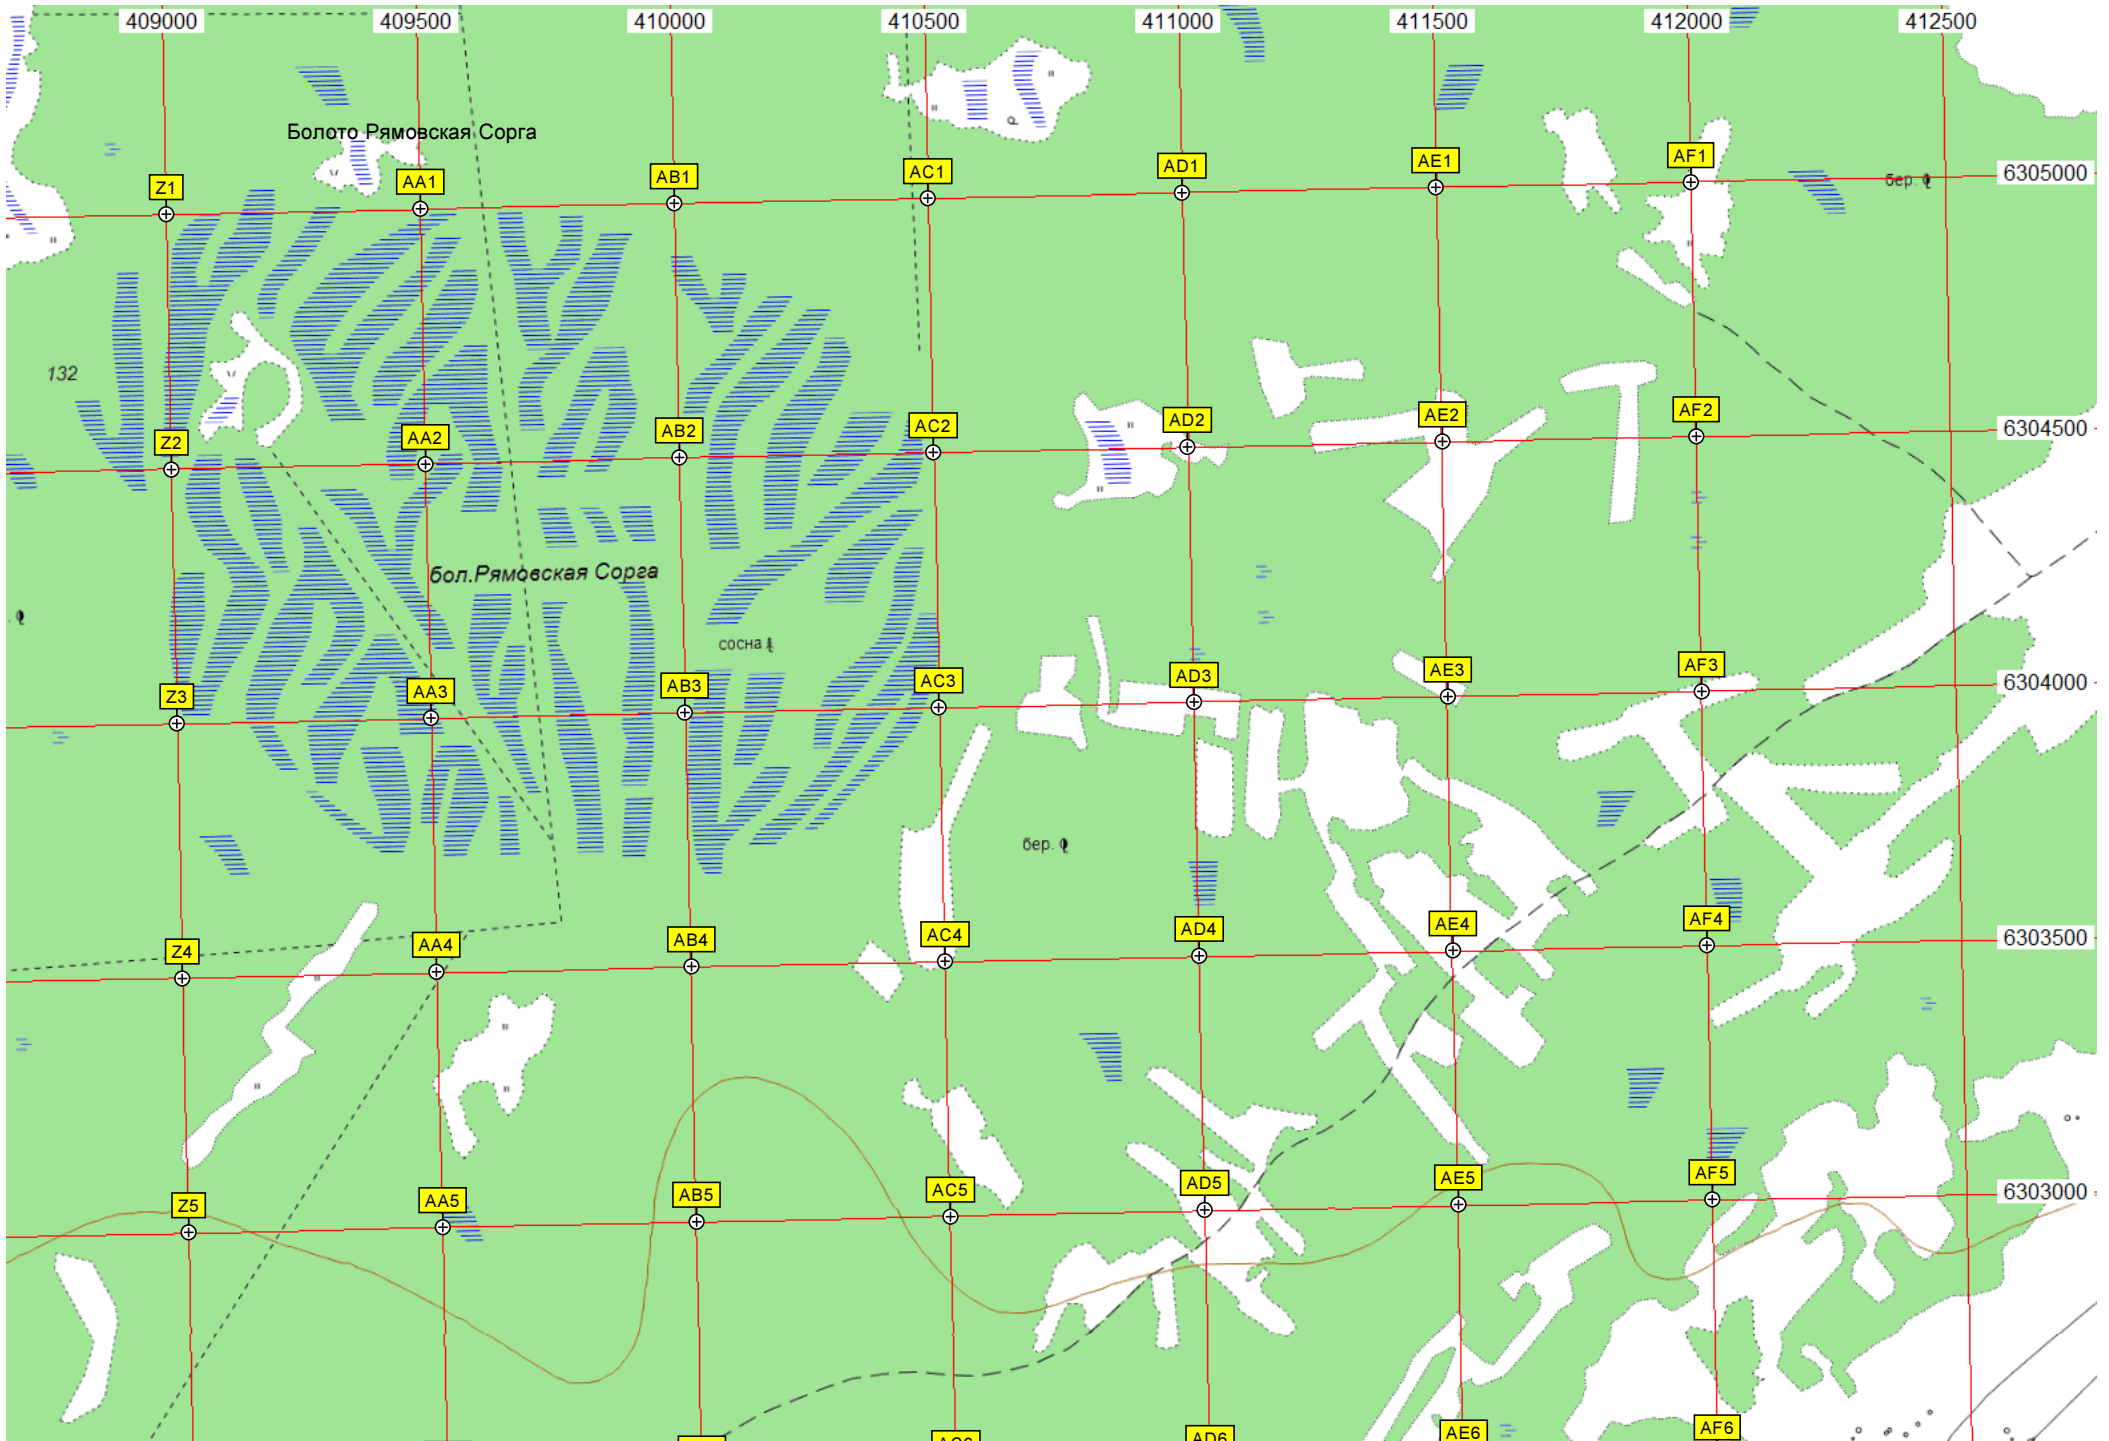 409000 409500 410000 410500 411000 411500 412000 412500
Болото Рямовская Сорга
Z1 AA1 AB1 AC1 AD1 AE1 AF1 6305000
бер.
132
Z2 AA2 AB2 AC2 AD2 AE2 AF2 6304500
бол.Рямовская Сорга
сосна
Z3 AA3 AB3 AC3 AD3 AE3 AF3 6304000
бер.
Z4 AA4 AB4 AC4 AD4 AE4 AF4 6303500
Z5 AA5 AB5 AC5 AD5 AE5 AF5 6303000
AD6 AE6 AF6